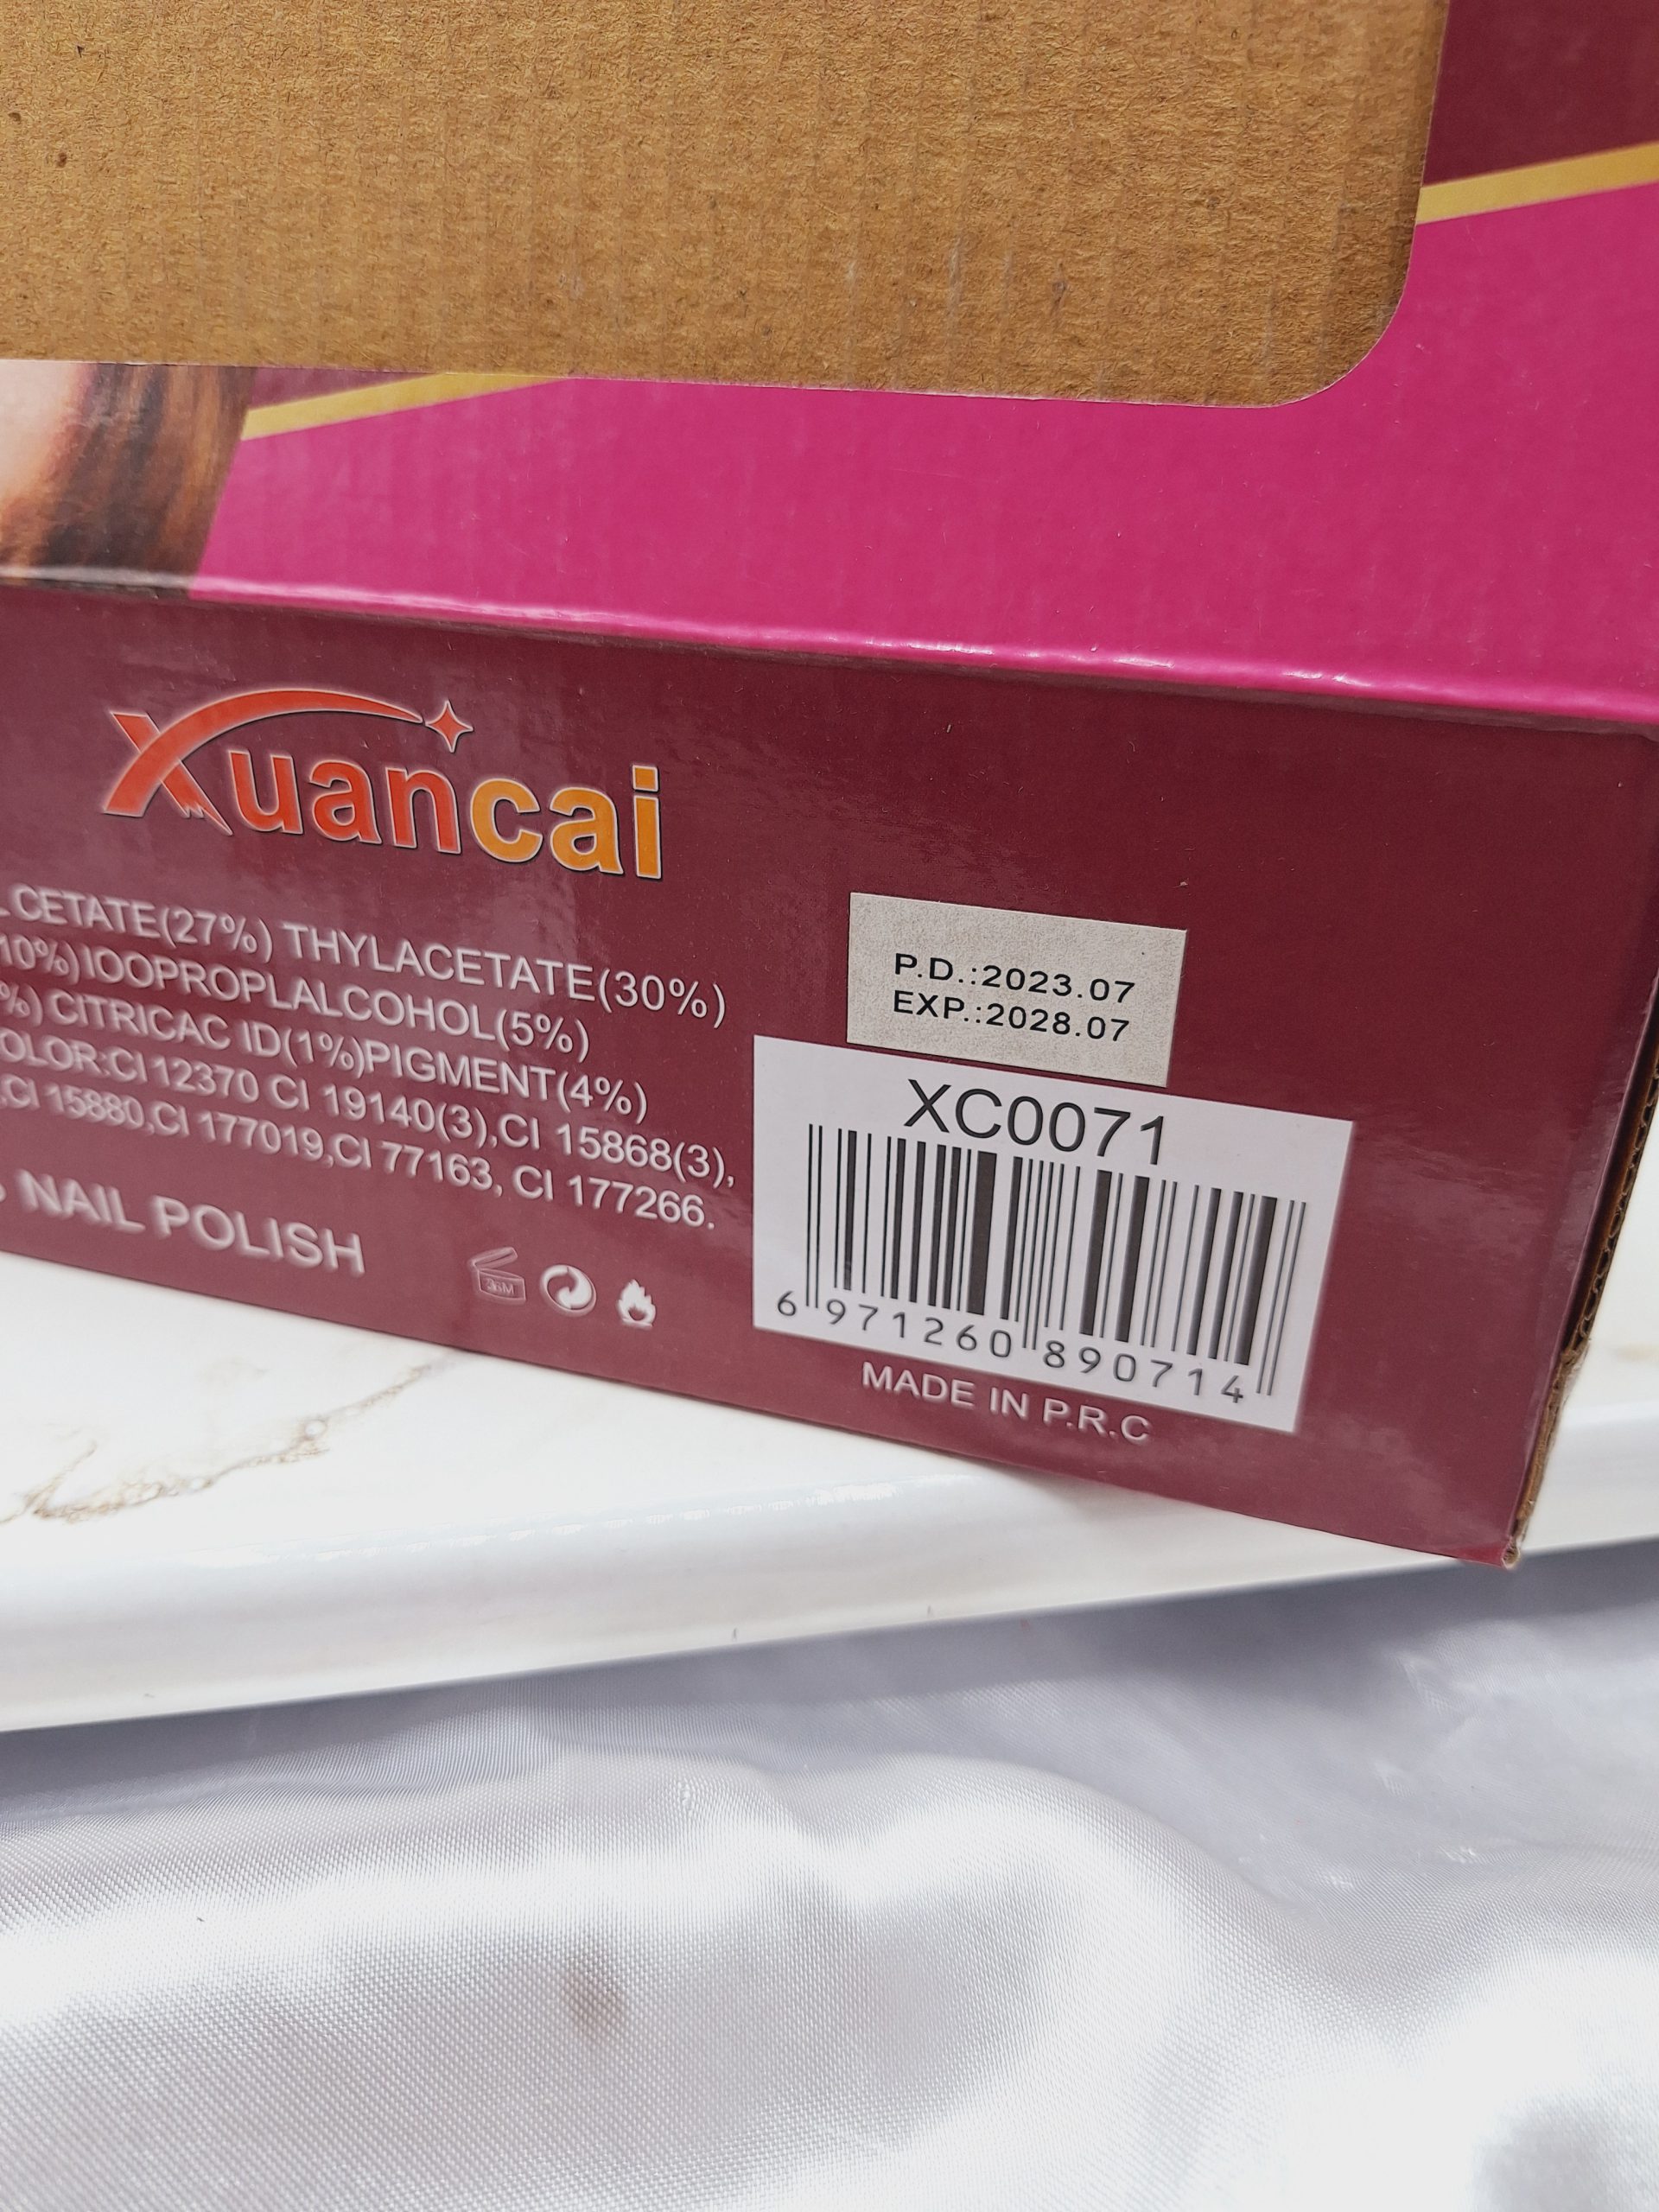 Xuancai
CETATE(27%) THYLACETATE(30%)
10%)IOOPROPLALCOHOL(5%)
%) CITRICAC ID(1%)PIGMENT(4%)
OLOR:CI 12370 CI 19140(3),CI 15868(3),
CI 15880,CI 177019,CI 77163, CI 177266.
NAIL POLISH
36M
P.D.:2023.07
EXP.:2028.07
XC0071
6 971260 890714
MADE IN P.R.C